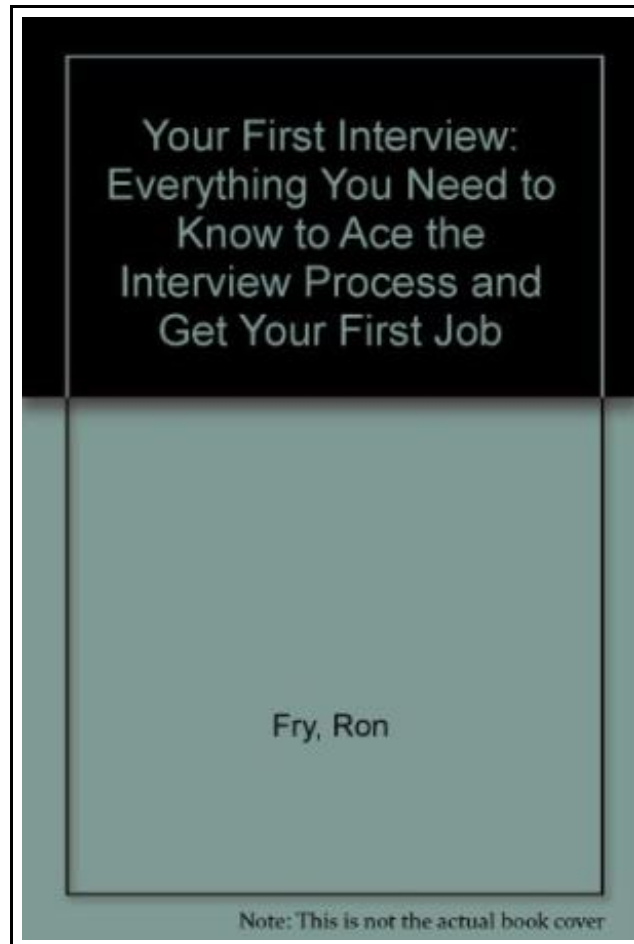 Your First Interview:
Everything You Need to
Know to Ace the
Interview Process and
Get Your First Job
Fry, Ron
Note: This is not the actual book cover